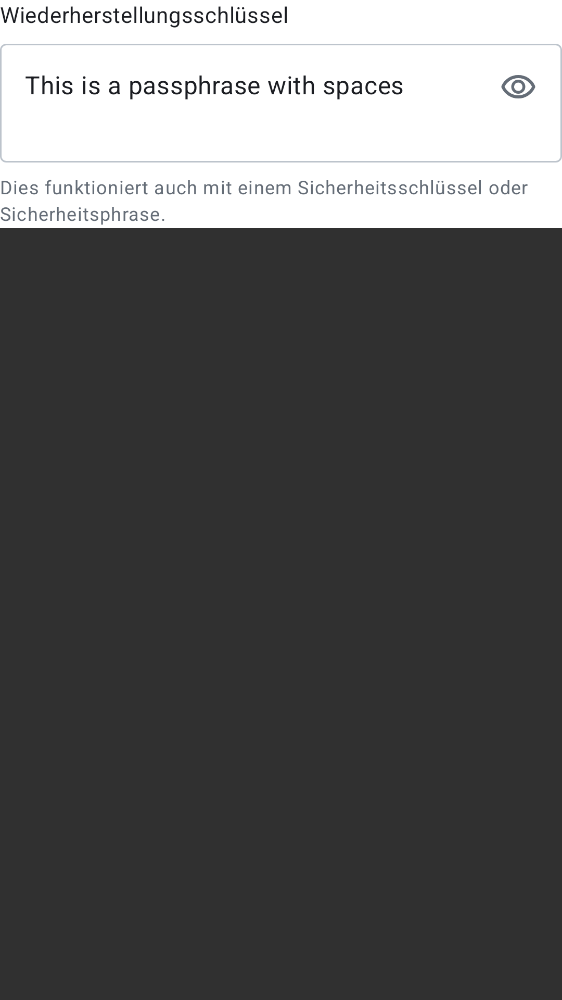 Wiederherstellungsschlüssel
This is a passphrase with spaces
Dies funktioniert auch mit einem Sicherheitsschlüssel oder
Sicherheitsphrase.